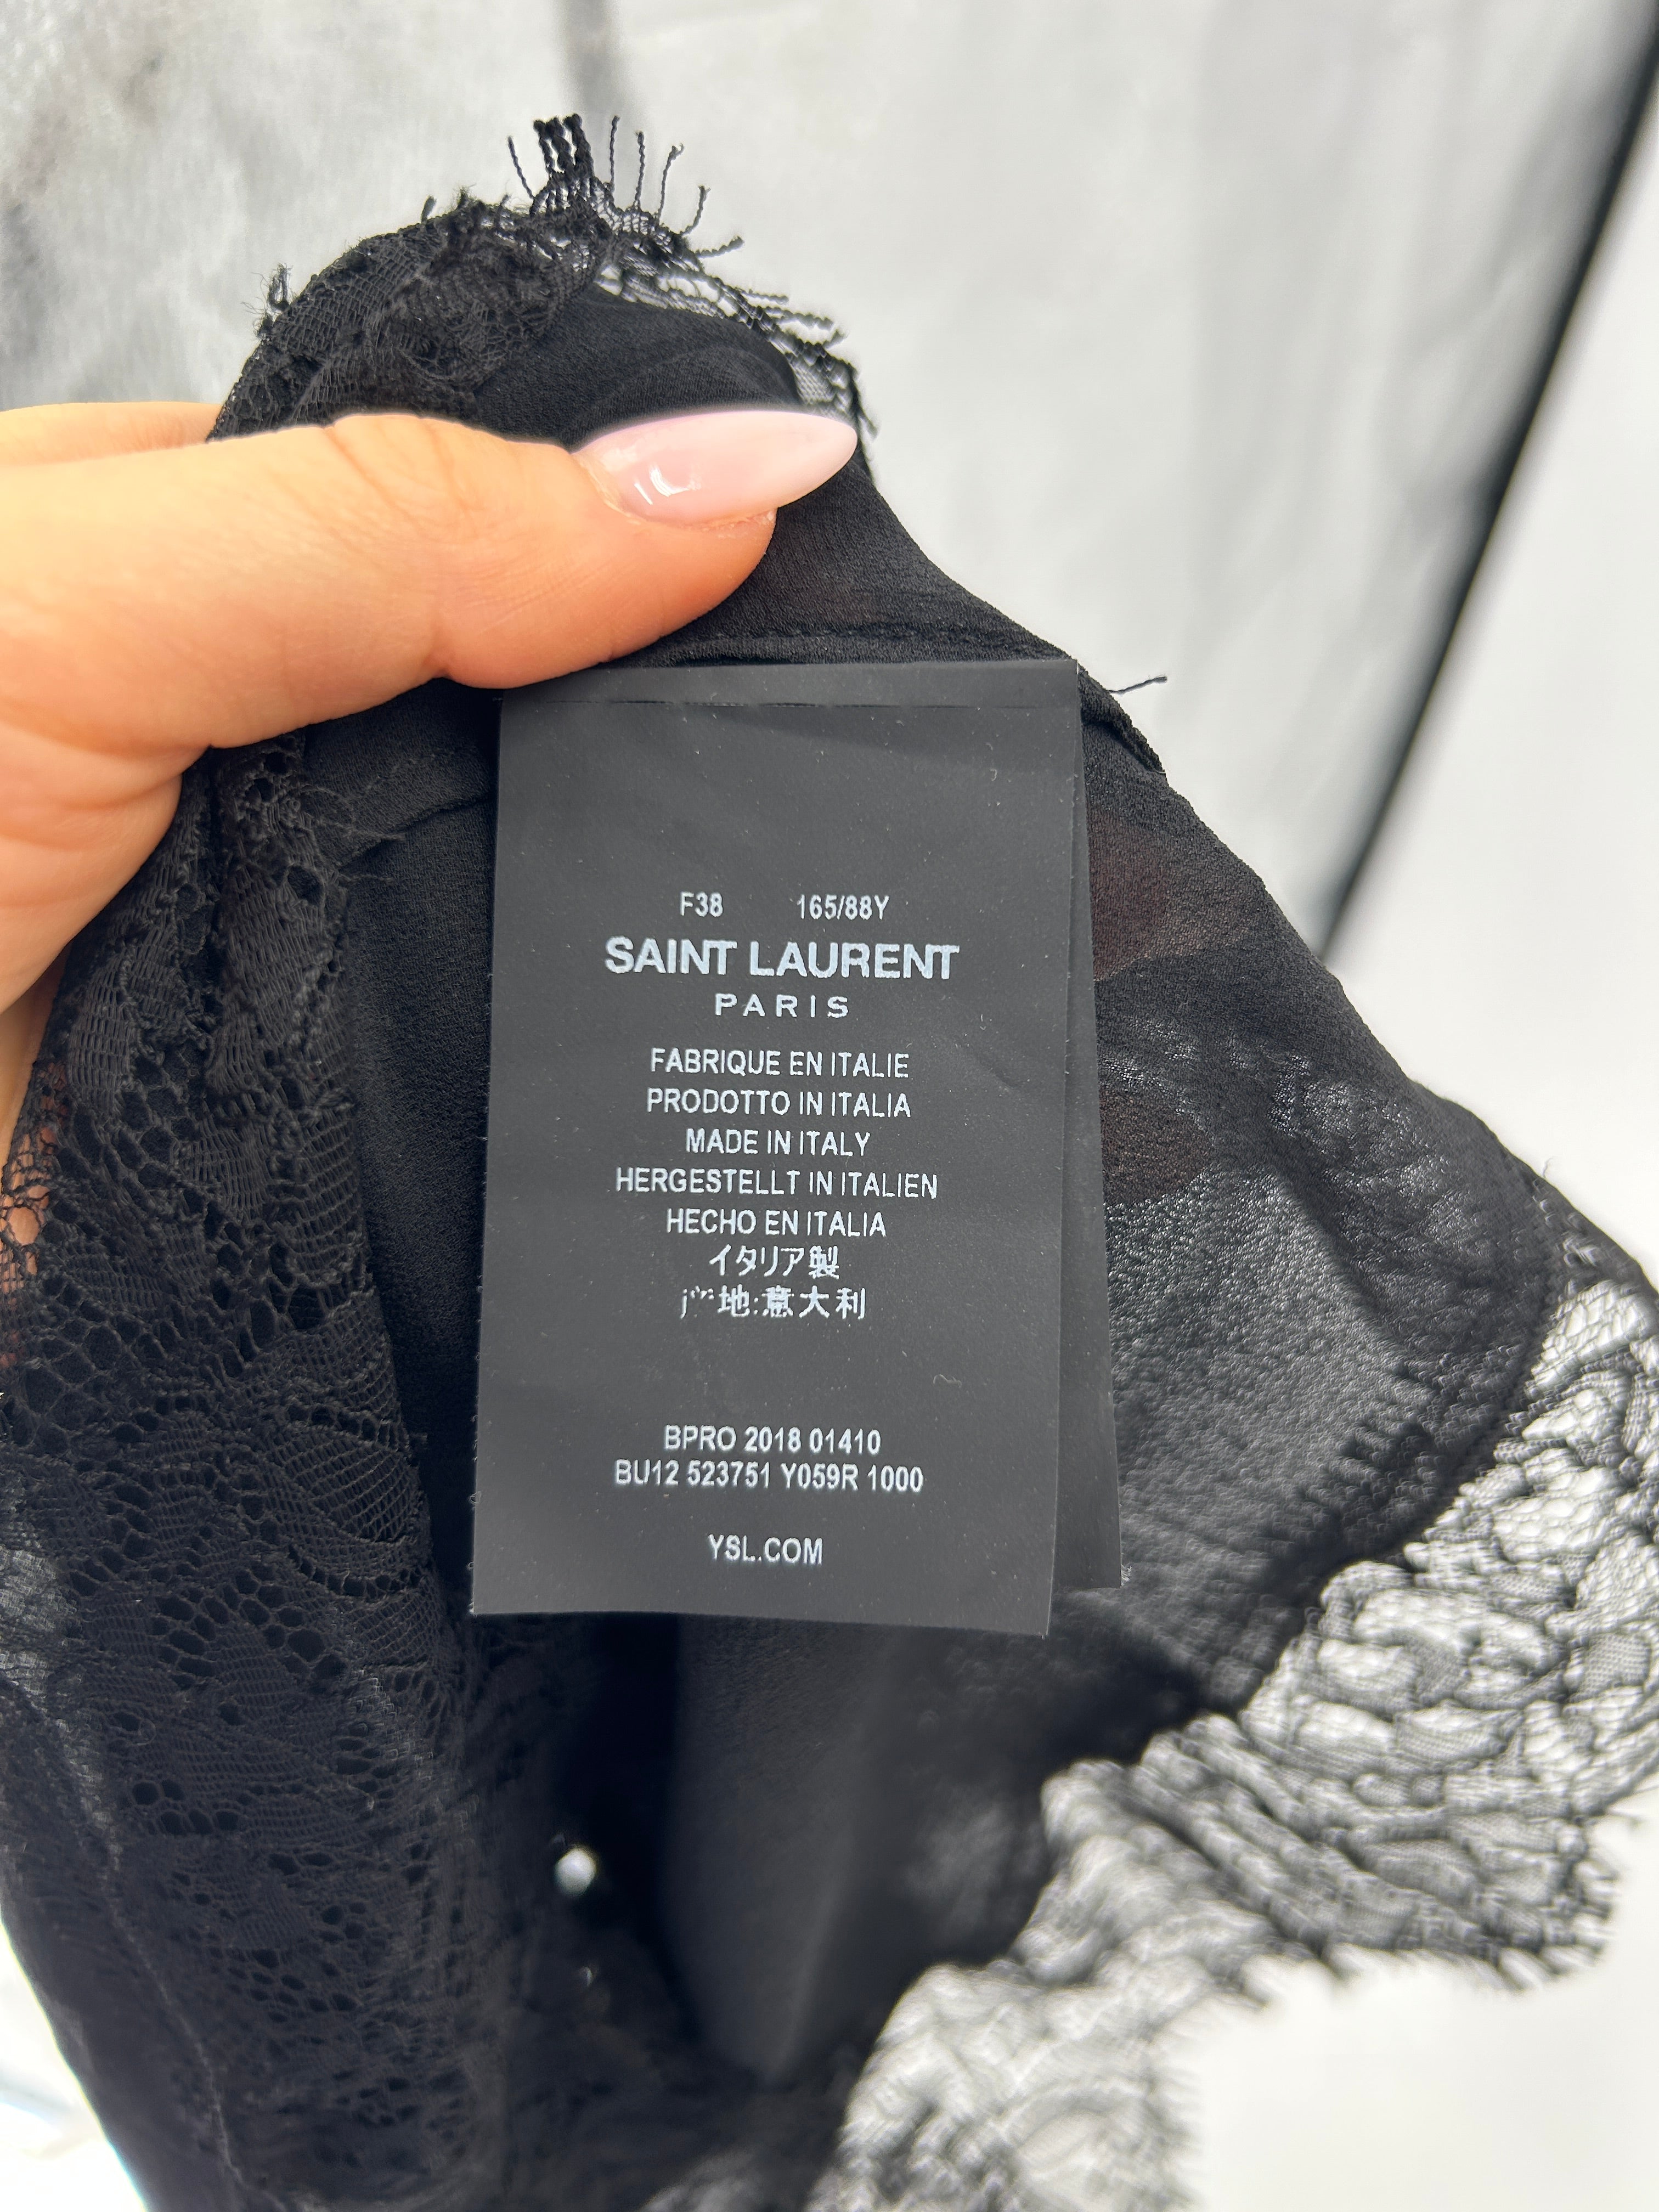 F38 165/88Y
SAINT LAURENT
PARIS
FABRIQUE EN ITALIE
PRODOTTO IN ITALIA
MADE IN ITALY
HERGESTELLT IN ITALIEN
HECHO EN ITALIA
イタリア製
产地:意大利
BPRO 2018 01410
BU12 523751 Y059R 1000
YSL.COM